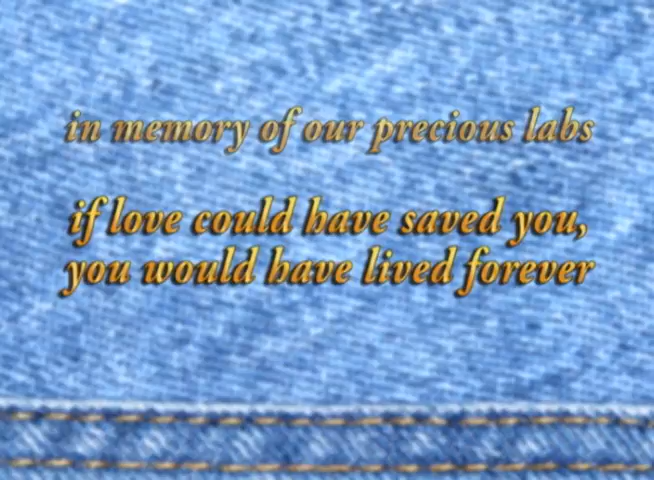 in memory of our precious labs
if love could have saved you,
you would have lived forever